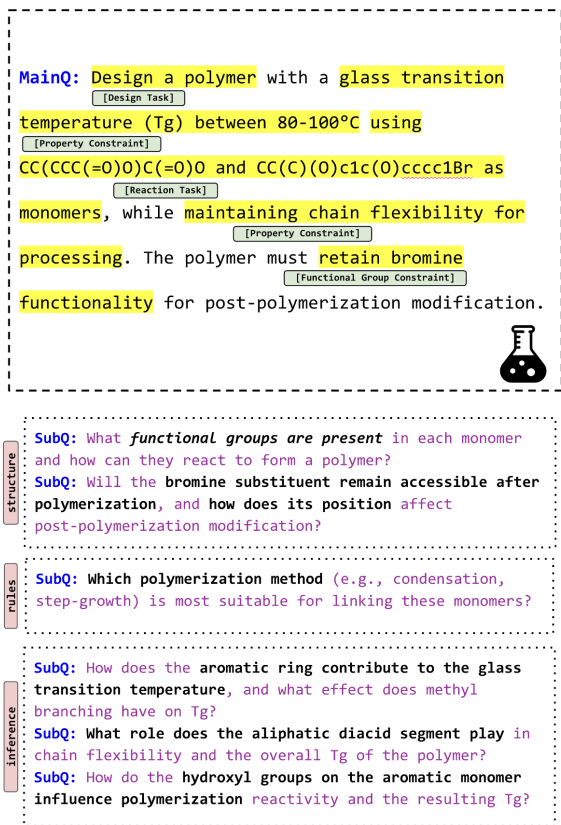 MainQ: Design a polymer with a glass transition
[Design Task]
temperature (Tg) between 80-100°C using
[Property Constraint]
CC(CCC(=O)O)C(=O)O and CC(C)(O)c1c(O)cccc1Br as
[Reaction Task]
monomers, while maintaining chain flexibility for
[Property Constraint]
processing. The polymer must retain bromine
[Functional Group Constraint]
functionality for post-polymerization modification.
structure
SubQ: What functional groups are present in each monomer
and how can they react to form a polymer?
SubQ: Will the bromine substituent remain accessible after
polymerization, and how does its position affect
post-polymerization modification?
rules
SubQ: Which polymerization method (e.g., condensation,
step-growth) is most suitable for linking these monomers?
inference
SubQ: How does the aromatic ring contribute to the glass
transition temperature, and what effect does methyl
branching have on Tg?
SubQ: What role does the aliphatic diacid segment play in
chain flexibility and the overall Tg of the polymer?
SubQ: How do the hydroxyl groups on the aromatic monomer
influence polymerization reactivity and the resulting Tg?